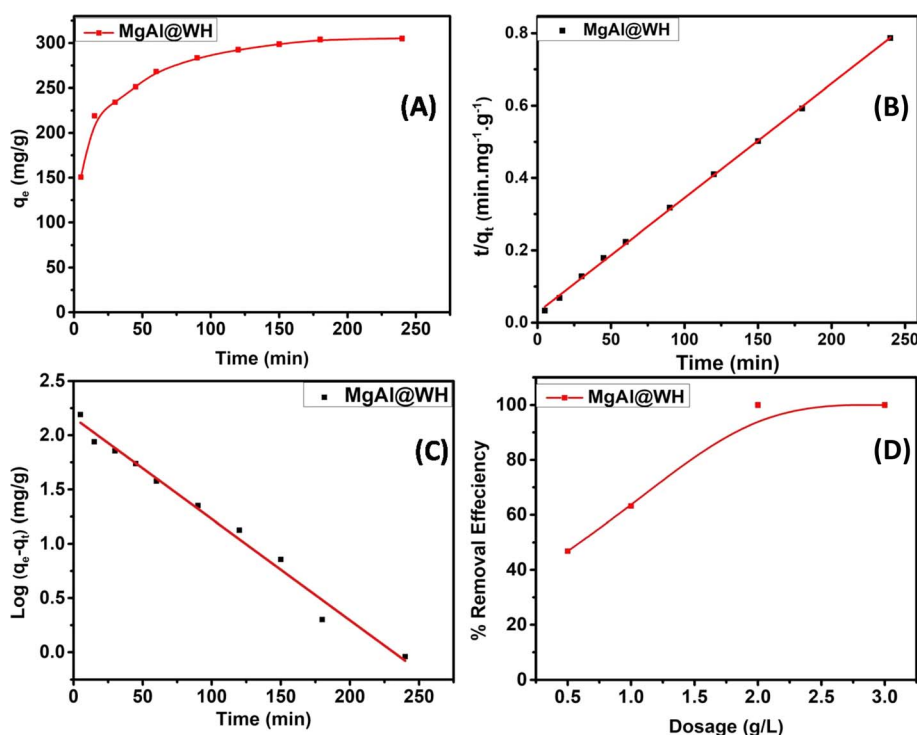 MgAl@WH
(A)
350
300
250
200
150
100
50
0
qe (mg/g)
0 50 100 150 200 250
Time (min)
MgAl@WH
(B)
0.8
0.6
0.4
0.2
0.0
t/qt (min.mg-1.g-1)
0 50 100 150 200 250
Time (min)
MgAl@WH
(C)
2.5
2.0
1.5
1.0
0.5
0.0
Log (qe-qt) (mg/g)
0 50 100 150 200 250
Time (min)
MgAl@WH
(D)
100
80
60
40
20
0
% Removal Effeciency
0.5 1.0 1.5 2.0 2.5 3.0
Dosage (g/L)